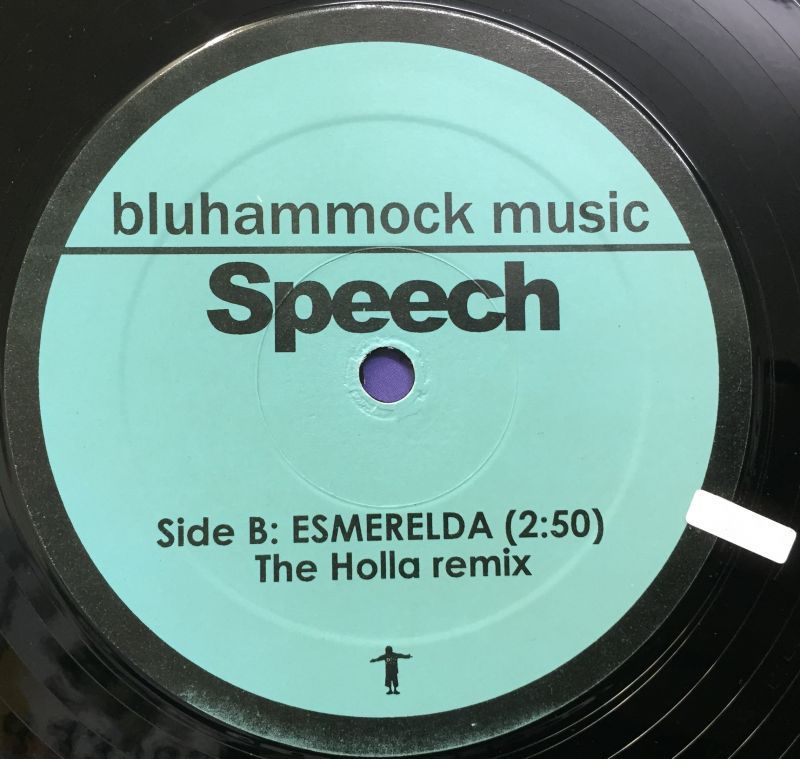 bluhammock music
Speech
Side B: ESMERELDA (2:50)
The Holla remix